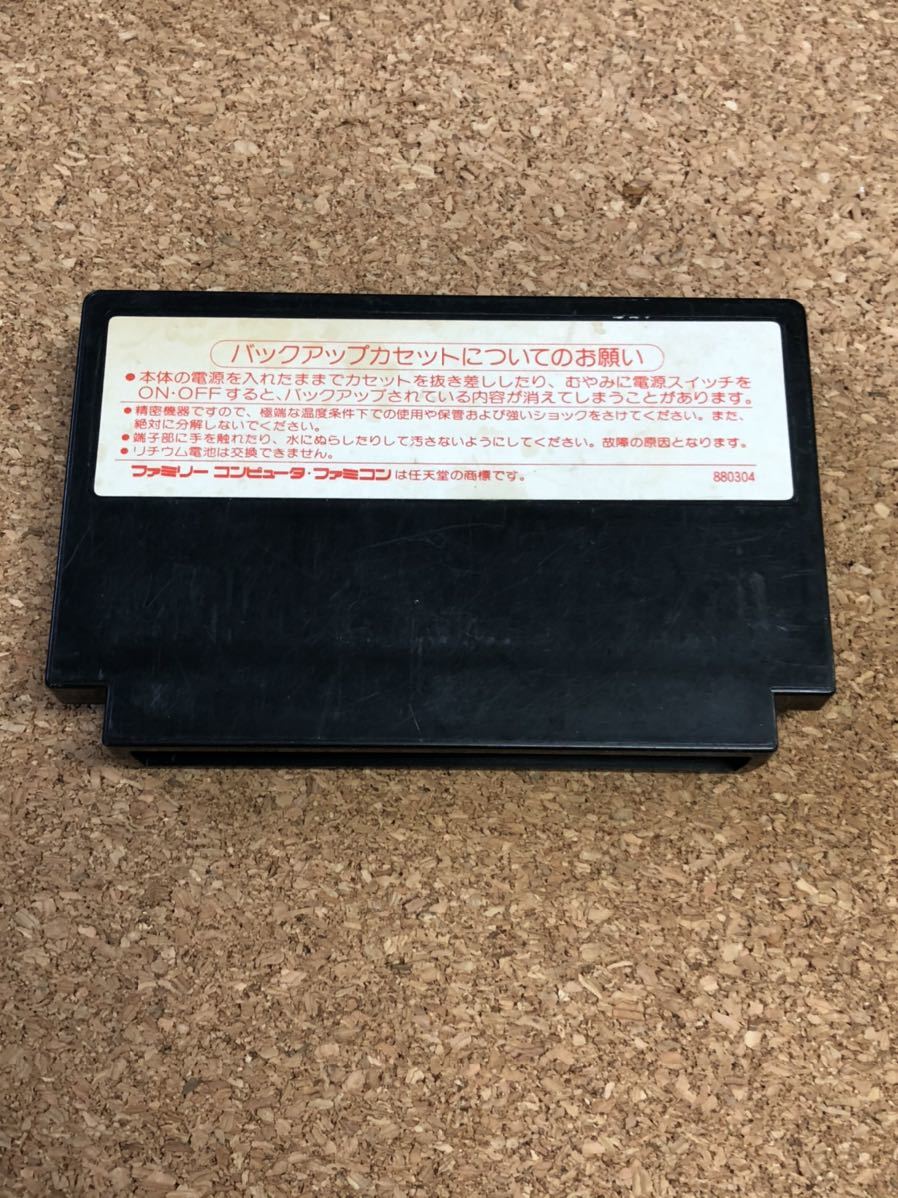 バックアップカセットについてのお願い
●本体の電源を入れたままでカセットを抜き差ししたり、むやみに電源スイッチを
ON・OFFすると、バックアップされている内容が消えてしまうことがあります。
●精密機器ですので、極端な温度条件下での使用や保管および強いショックをさけてください。また、
絶対に分解しないでください。
●端子部に手を触れたり、水にぬらしたりして汚さないようにしてください。故障の原因となります。
●リチウム電池は交換できません。
ファミリー コンピュータ・ファミコンは任天堂の商標です。 880304